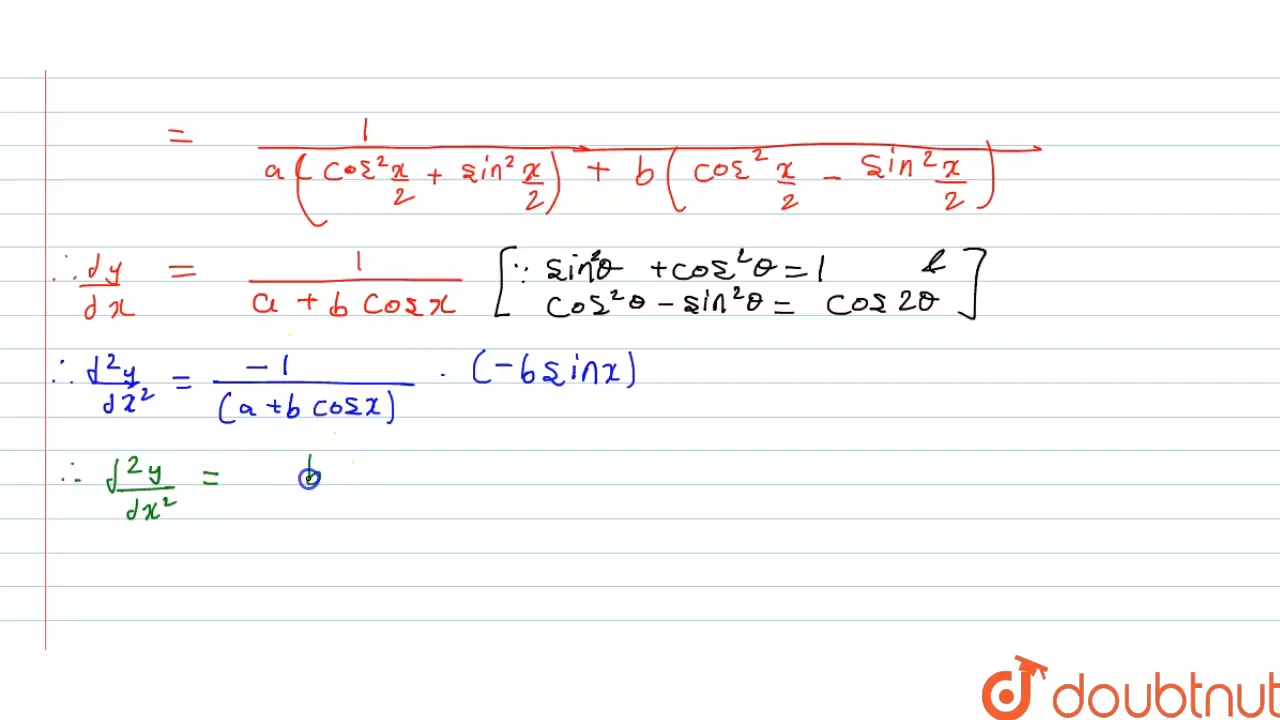 = 1 / a(cos²x/2 + sin²x/2) + b(cos²x/2 - sin²x/2)
∴ dy/dx = 1 / a + b cos x [∵ sin²θ + cos²θ = 1 &
cos²θ - sin²θ = cos 2θ]
∴ d²y/dx² = -1 / (a + b cos x) · (-b sin x)
∴ d²y/dx² = b
doubtnut